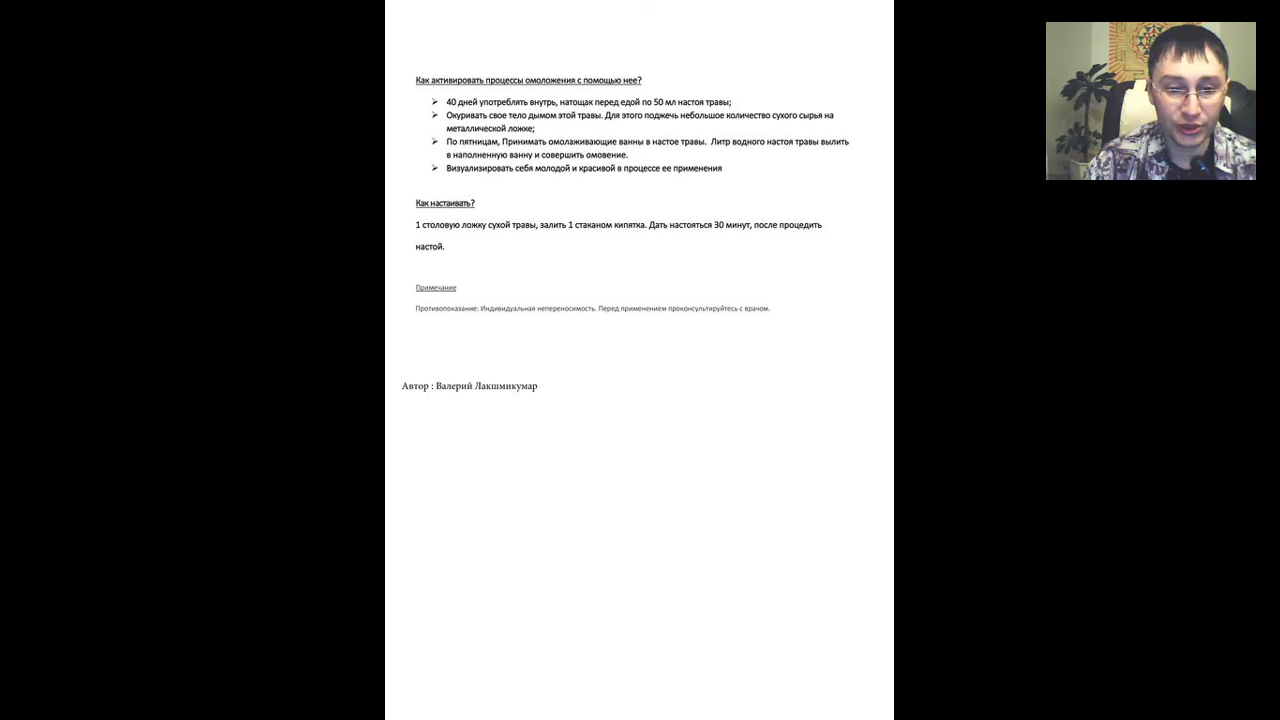 Как активировать процессы омоложения с помощью нее?
➢ 40 дней употреблять внутрь, натощак перед едой по 50 мл настоя травы;
➢ Окуривать свое тело дымом этой травы. Для этого поджечь небольшое количество сухого сырья на
металлической ложке;
➢ По пятницам, Принимать омолаживающие ванны в настое травы. Литр водного настоя травы вылить
в наполненную ванну и совершить омовение.
➢ Визуализировать себя молодой и красивой в процессе ее применения
Как настаивать?
1 столовую ложку сухой травы, залить 1 стаканом кипятка. Дать настояться 30 минут, после процедить
настой.
Примечание
Противопоказание: Индивидуальная непереносимость. Перед применением проконсультируйтесь с врачом.
Автор : Валерий Лакшмикумар